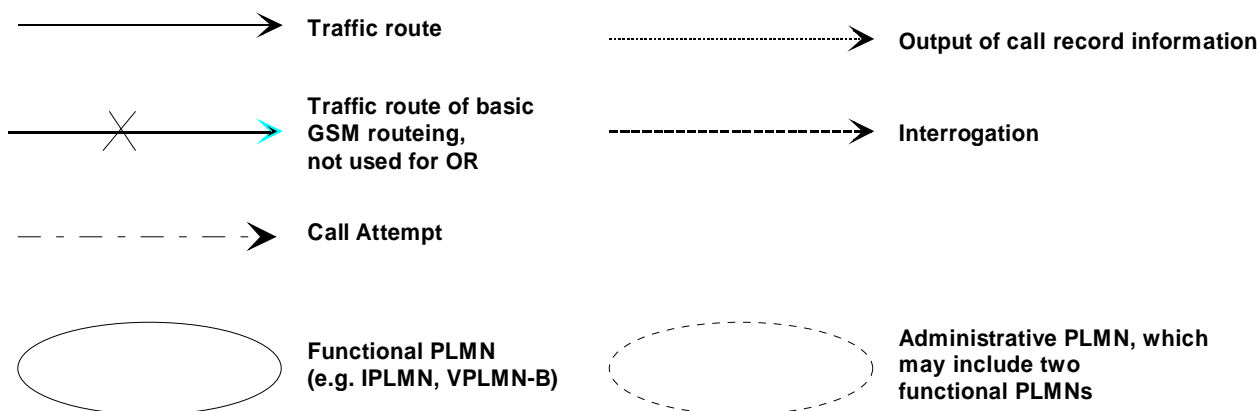 Traffic route
Output of call record information
Traffic route of basic
GSM routeing,
not used for OR
Interrogation
Call Attempt
Functional PLMN
(e.g. IPLMN, VPLMN-B)
Administrative PLMN, which
may include two
functional PLMNs